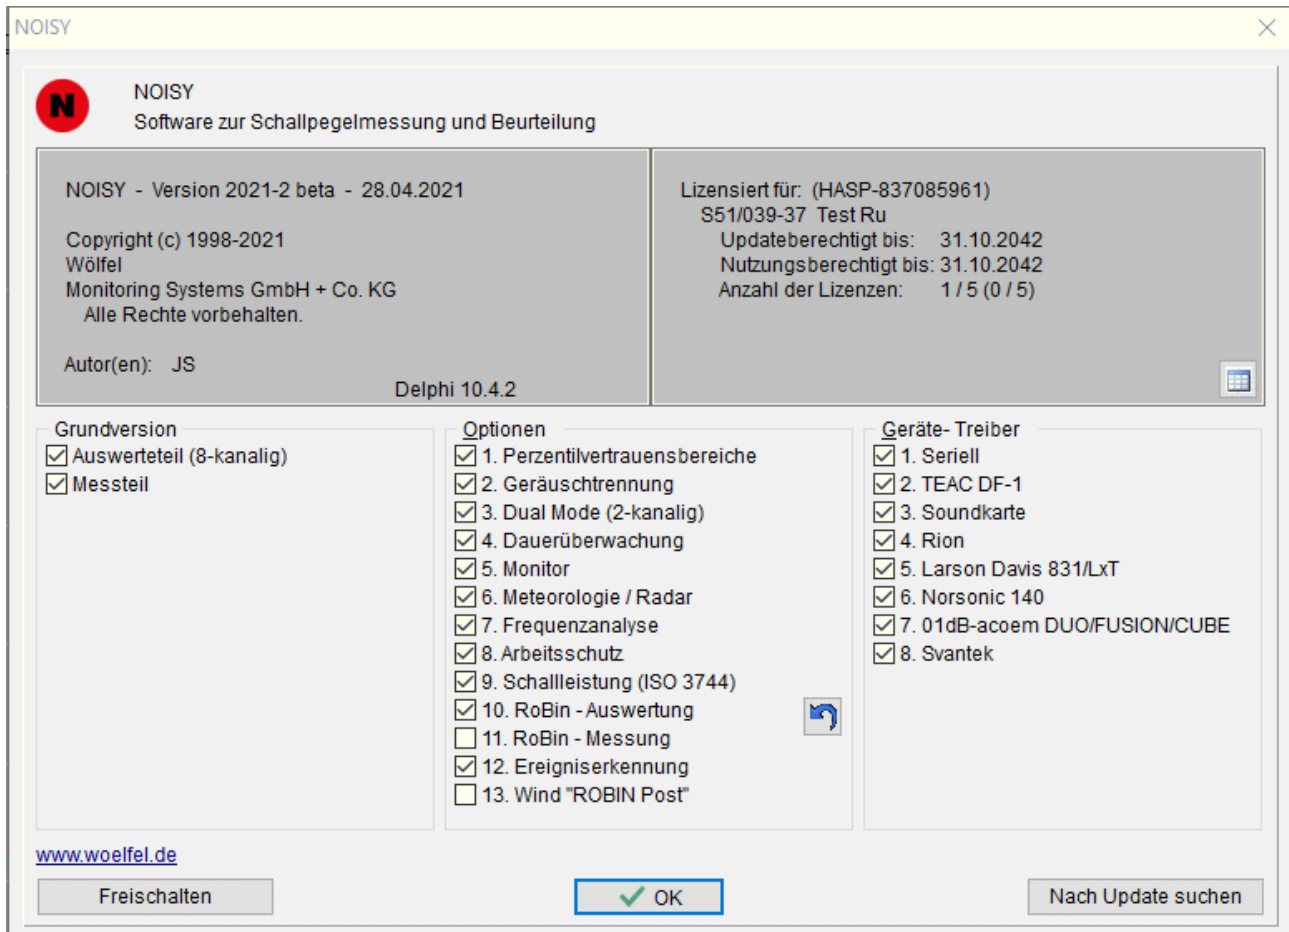 NOISY
N
NOISY
Software zur Schallpegelmessung und Beurteilung
NOISY - Version 2021-2 beta - 28.04.2021
Copyright (c) 1998-2021
Wölfel
Monitoring Systems GmbH + Co. KG
Alle Rechte vorbehalten.
Autor(en): JS
Delphi 10.4.2
Lizensiert für: (HASP-837085961)
S51/039-37 Test Ru
Updateberechtigt bis: 31.10.2042
Nutzungsberechtigt bis: 31.10.2042
Anzahl der Lizenzen: 1 / 5 (0 / 5)
Grundversion
Auswerteteil (8-kanalig)
Messteil
Optionen
1. Perzentilvertrauensbereiche
2. Geräuschtrennung
3. Dual Mode (2-kanalig)
4. Dauerüberwachung
5. Monitor
6. Meteorologie / Radar
7. Frequenzanalyse
8. Arbeitsschutz
9. Schallleistung (ISO 3744)
10. RoBin - Auswertung
11. RoBin - Messung
12. Ereigniserkennung
13. Wind "ROBIN Post"
Geräte- Treiber
1. Seriell
2. TEAC DF-1
3. Soundkarte
4. Rion
5. Larson Davis 831/LxT
6. Norsonic 140
7. 01dB-acoem DUO/FUSION/CUBE
8. Svantek
www.woelfel.de
Freischalten
OK
Nach Update suchen